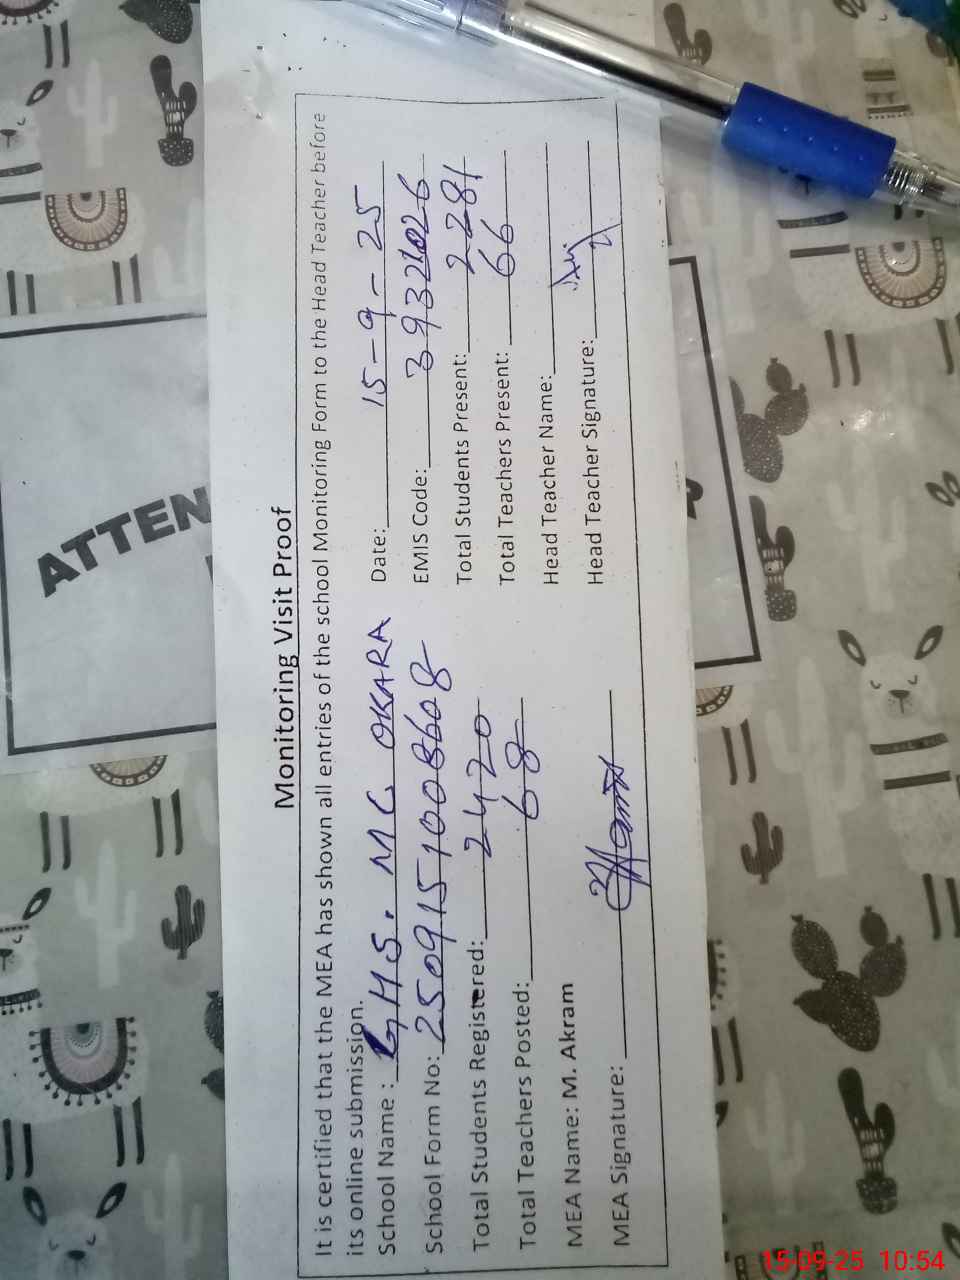 Monitoring Visit Proof
It is certified that the MEA has shown all entries of the school Monitoring Form to the Head Teacher before
its online submission.
School Name: GHS. MC OKARA Date: 15-9-25
School Form No: 2509151008608 EMIS Code: 39321026
Total Students Registered: 2420 Total Students Present: 2281
Total Teachers Posted: 68 Total Teachers Present: 66
MEA Name: M. Akram Head Teacher Name:
MEA Signature: Head Teacher Signature:
ATTEN
15-09-25 10:54